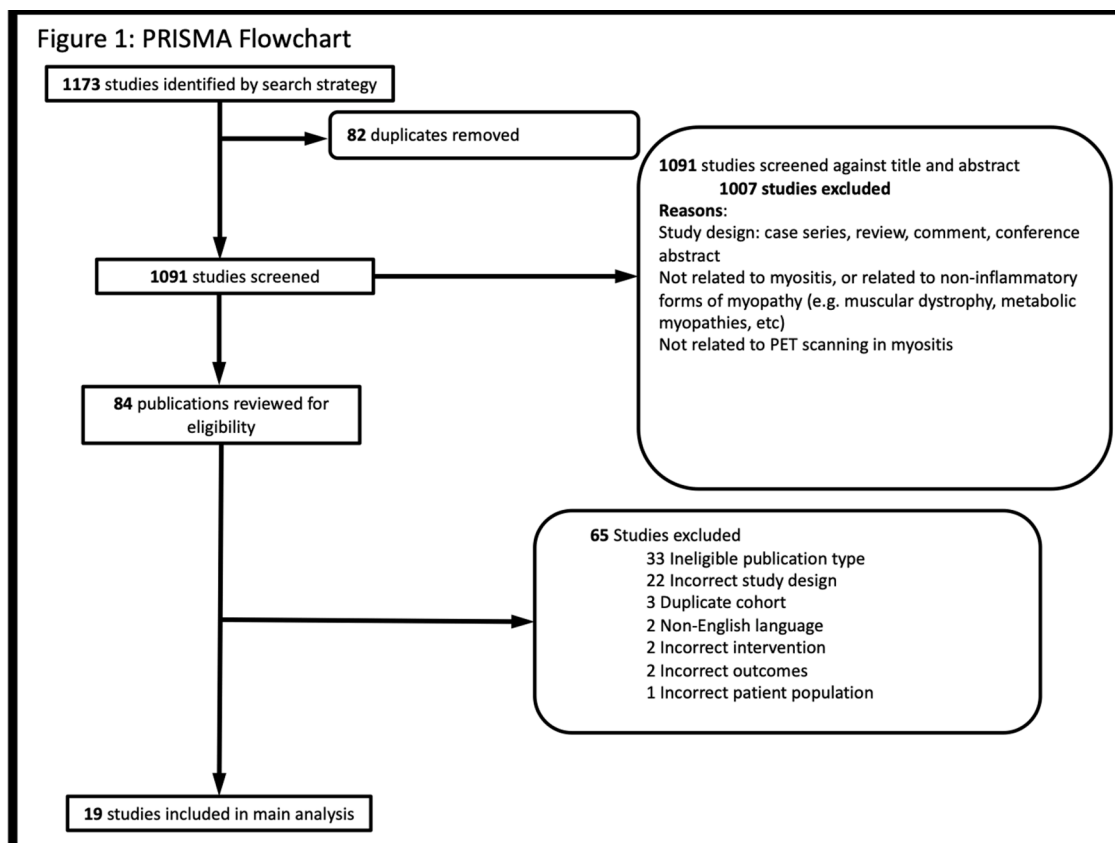 Figure 1: PRISMA Flowchart
1173 studies identified by search strategy
82 duplicates removed
1091 studies screened against title and abstract
1007 studies excluded
Reasons:
Study design: case series, review, comment, conference
abstract
Not related to myositis, or related to non-inflammatory
forms of myopathy (e.g. muscular dystrophy, metabolic
myopathies, etc)
Not related to PET scanning in myositis
1091 studies screened
84 publications reviewed for
eligibility
65 Studies excluded
33 Ineligible publication type
22 Incorrect study design
3 Duplicate cohort
2 Non-English language
2 Incorrect intervention
2 Incorrect outcomes
1 Incorrect patient population
19 studies included in main analysis